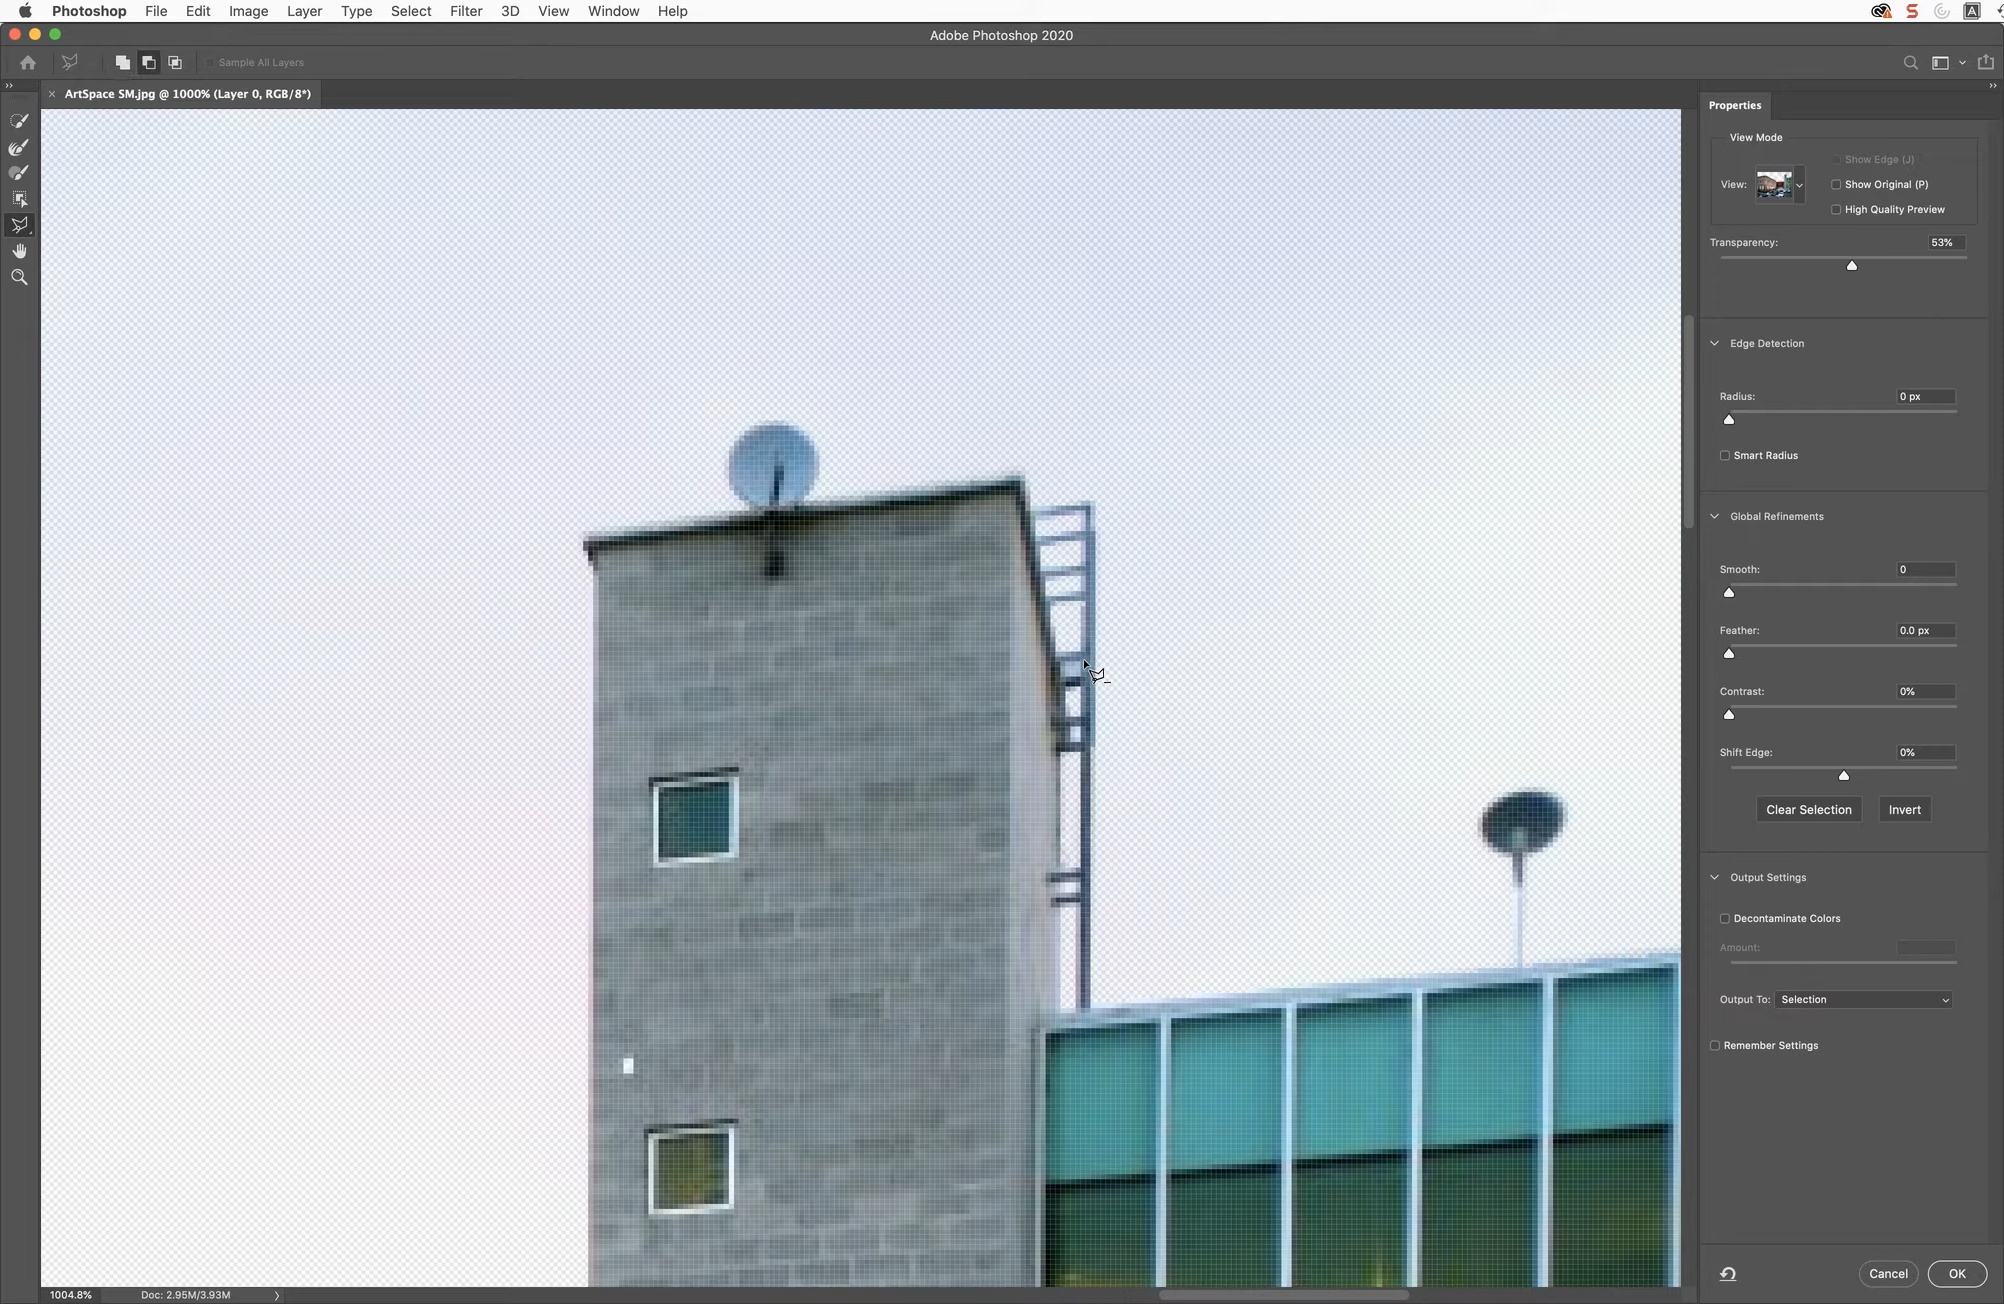 Photoshop File Edit Image Layer Type Select Filter 3D View Window Help
Adobe Photoshop 2020
Sample All Layers
ArtSpace SM.jpg @ 1000% (Layer 0, RGB/8*)
Properties
View Mode
Show Edge (J)
View:
Show Original (P)
High Quality Preview
Transparency: 53%
Edge Detection
Radius: 0 px
Smart Radius
Global Refinements
Smooth: 0
Feather: 0.0 px
Contrast: 0%
Shift Edge: 0%
Clear Selection Invert
Output Settings
Decontaminate Colors
Amount:
Output To: Selection
Remember Settings
Cancel OK
1004.8% Doc: 2.95M/3.93M